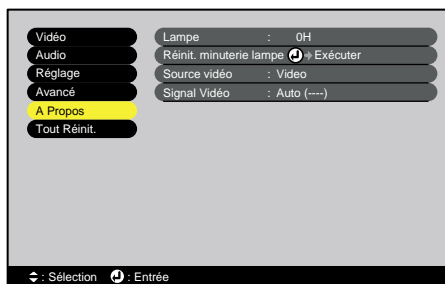 Vidéo
Audio
Réglage
Avancé
A Propos
Tout Réinit.
Lampe : 0H
Réinit. minuterie lampe Exécuter
Source vidéo : Video
Signal Vidéo : Auto (----)
: Sélection : Entrée